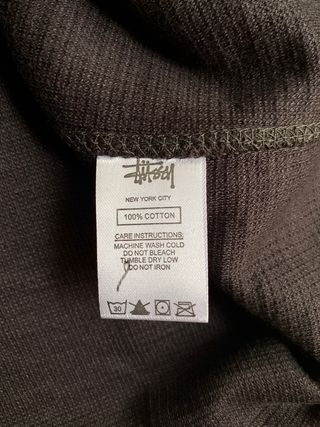 Stüssy
NEW YORK CITY
100% COTTON
CARE INSTRUCTIONS:
MACHINE WASH COLD
DO NOT BLEACH
TUMBLE DRY LOW
DO NOT IRON
30